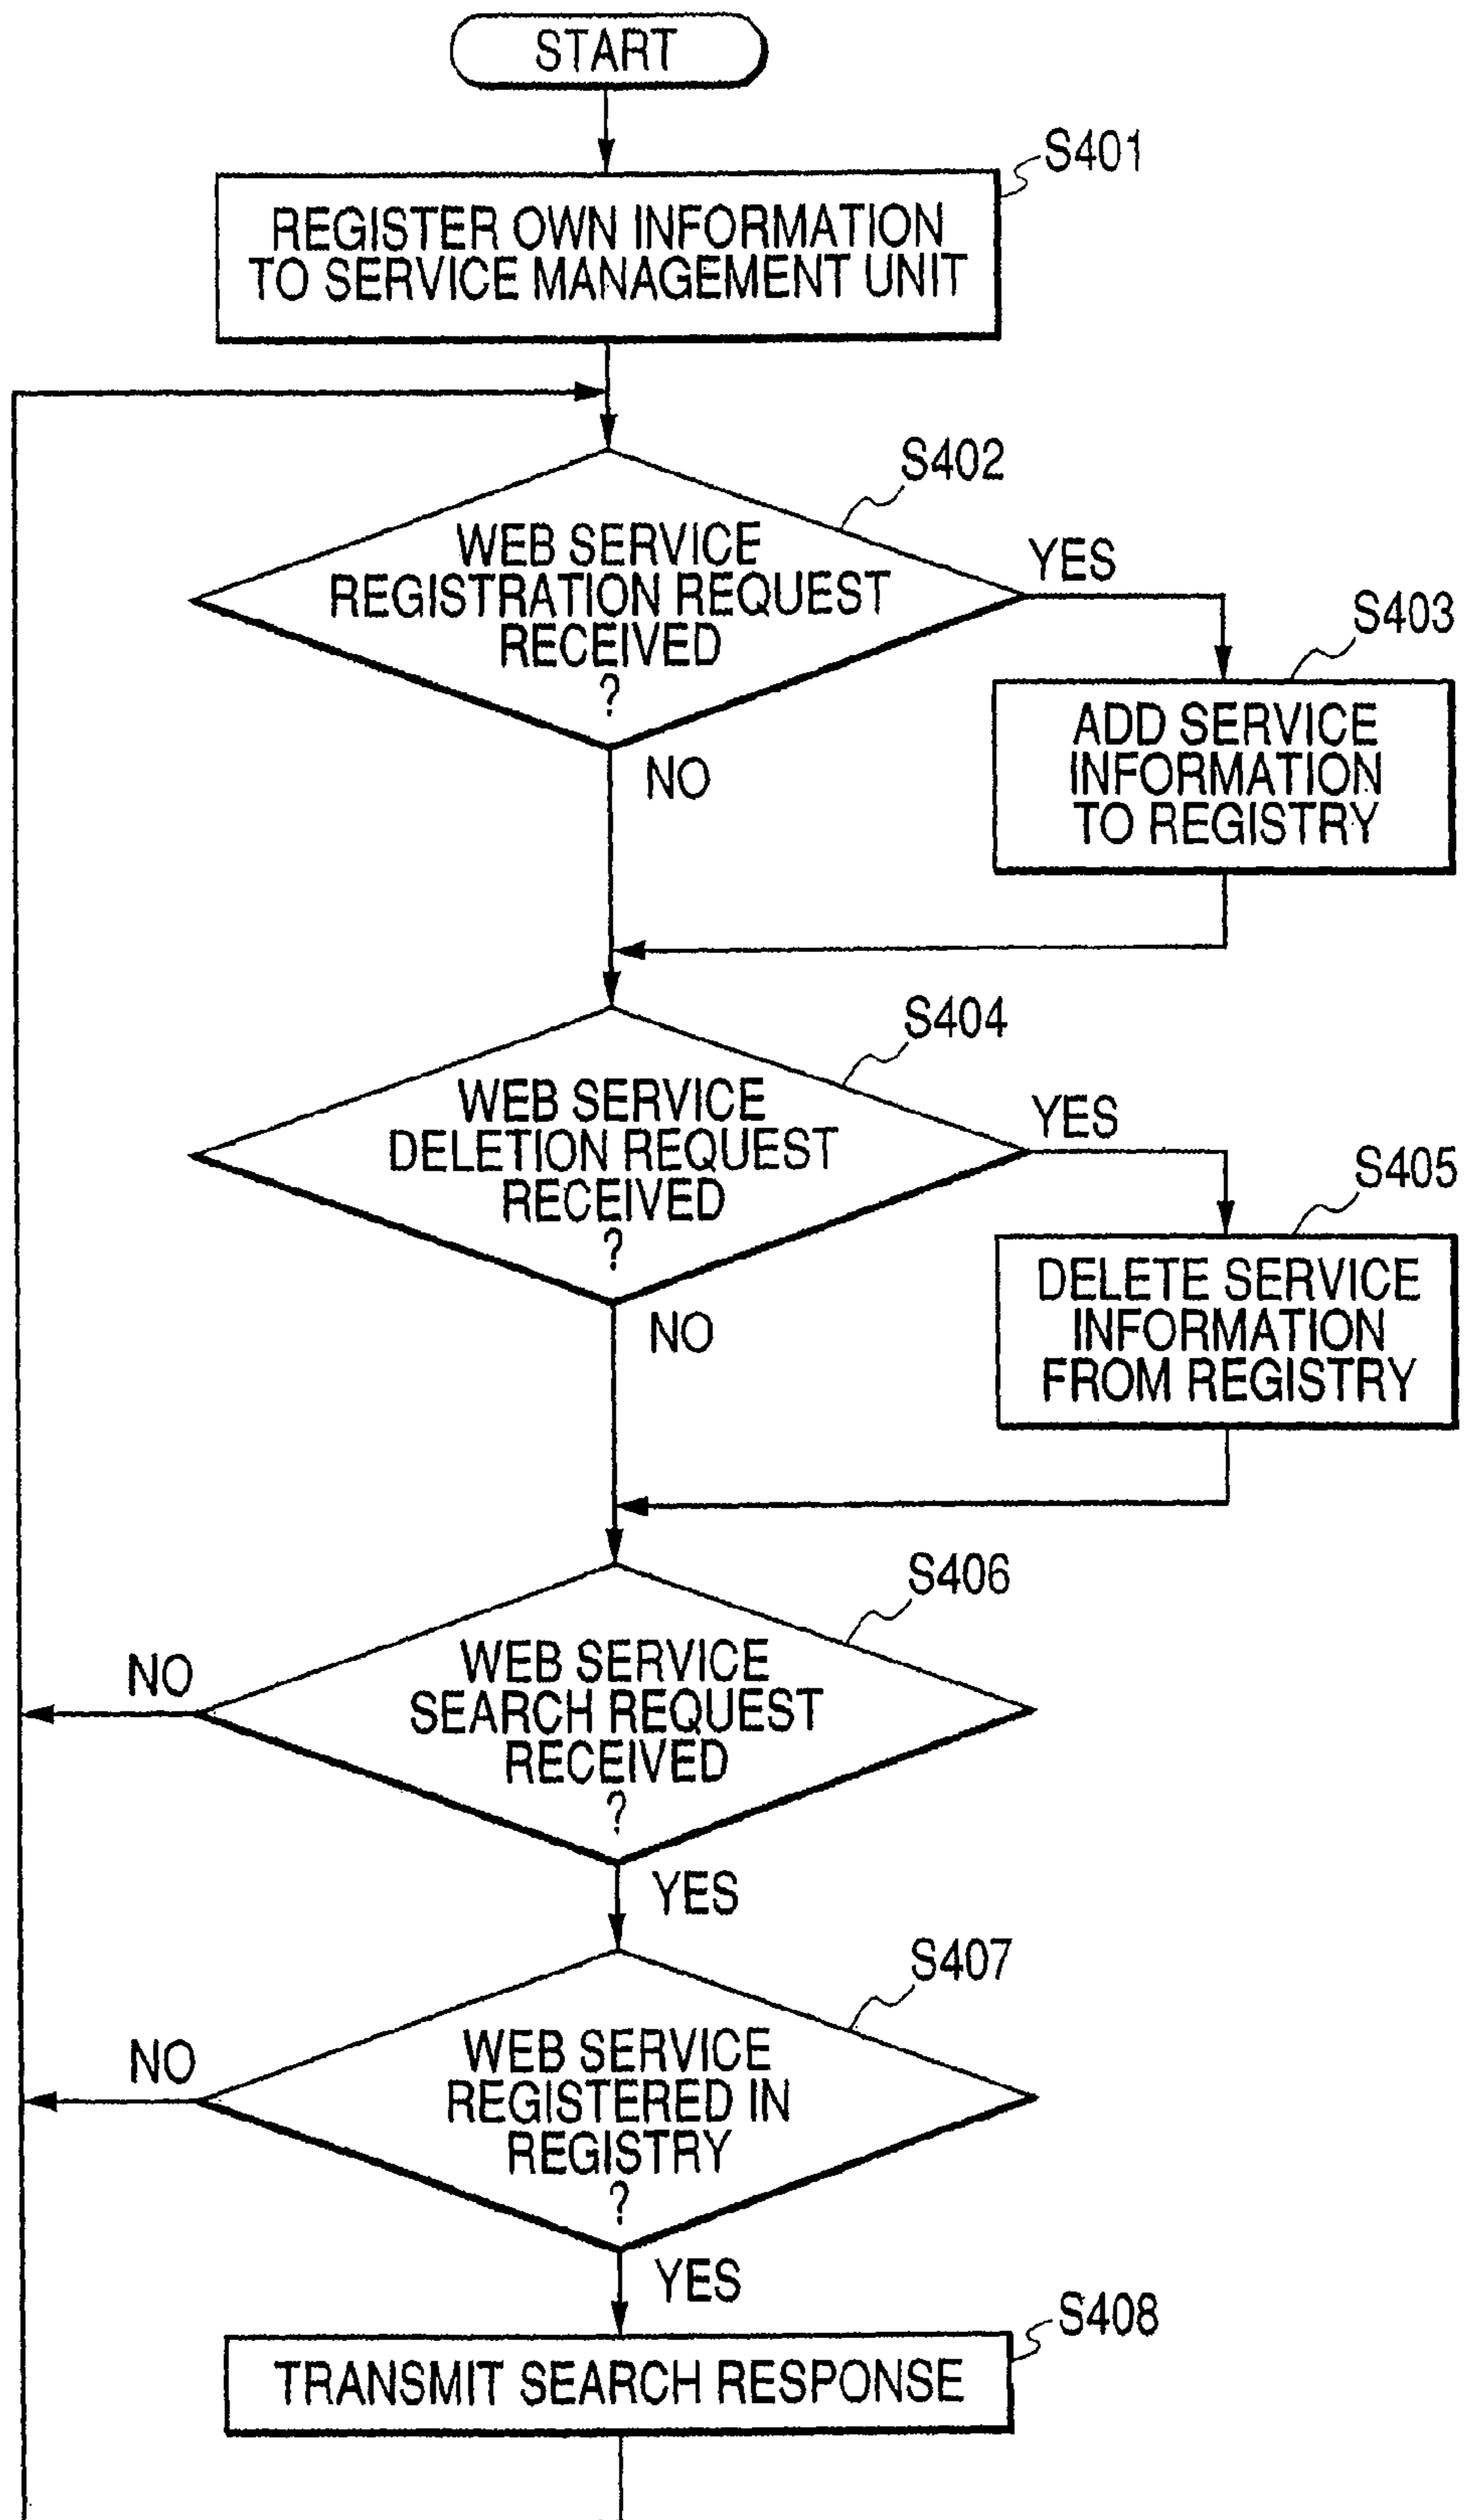 START
S401
REGISTER OWN INFORMATION
TO SERVICE MANAGEMENT UNIT
S402
WEB SERVICE
REGISTRATION REQUEST
RECEIVED
?
YES
NO
S403
ADD SERVICE
INFORMATION
TO REGISTRY
S404
WEB SERVICE
DELETION REQUEST
RECEIVED
?
YES
NO
S405
DELETE SERVICE
INFORMATION
FROM REGISTRY
S406
WEB SERVICE
SEARCH REQUEST
RECEIVED
?
NO
YES
S407
WEB SERVICE
REGISTERED IN
REGISTRY
?
NO
YES
S408
TRANSMIT SEARCH RESPONSE